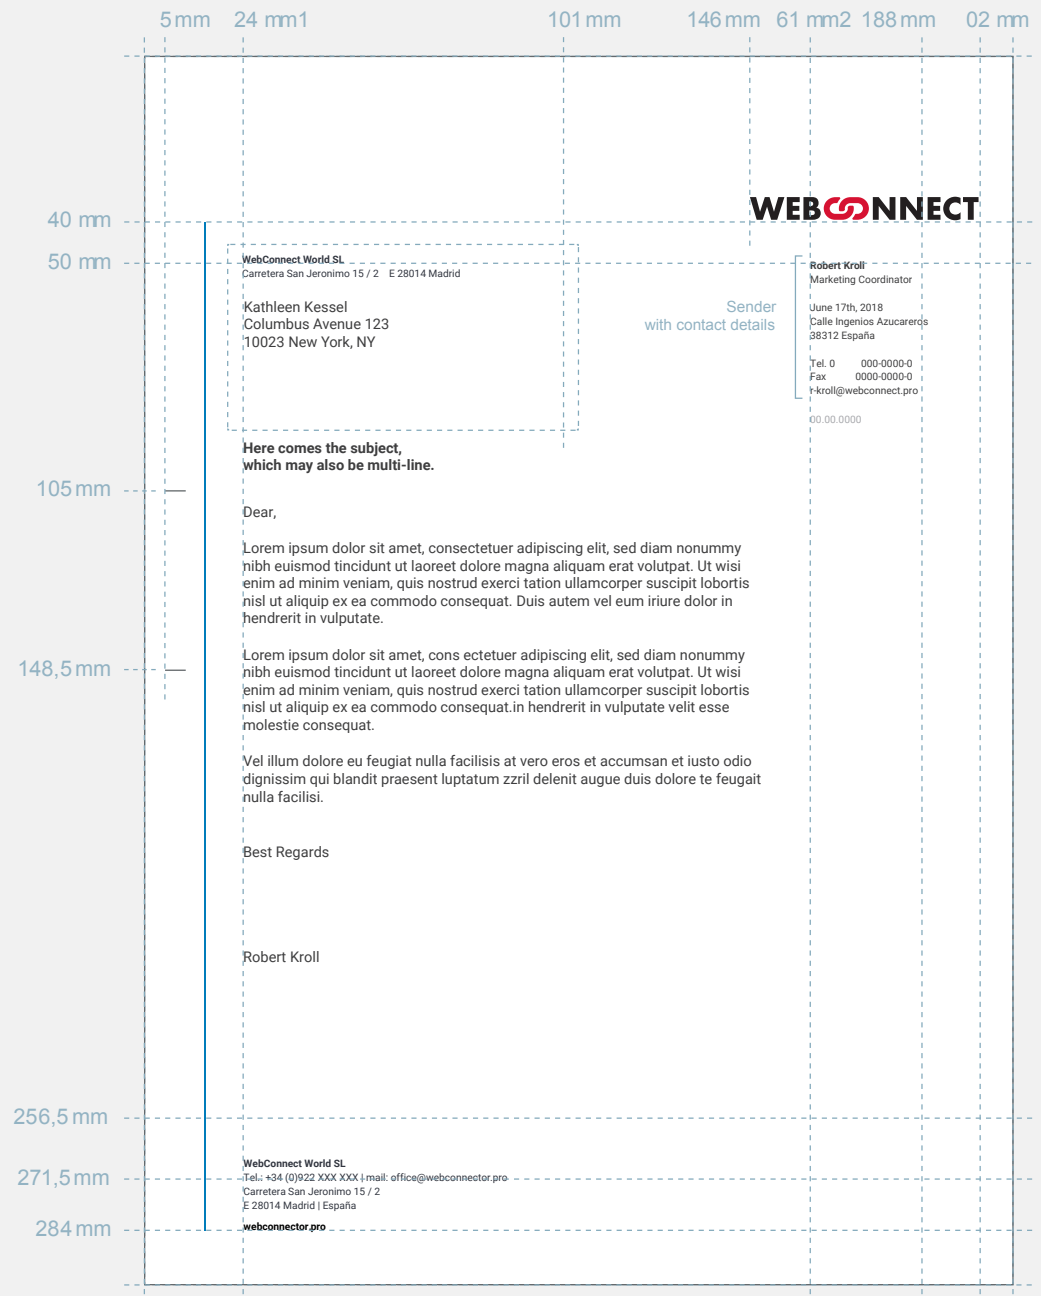 5 mm 24 mm1 101 mm 146 mm 61 mm2 188 mm 02 mm
WEBCONNECT
40 mm
50 mm
WebConnect World SL
Carretera San Jeronimo 15 / 2 E 28014 Madrid
Kathleen Kessel
Columbus Avenue 123
10023 New York, NY
Sender
with contact details
Robert Kroll
Marketing Coordinator
June 17th, 2018
Calle Ingenios Azucareros
38312 España
Tel. 0 000-0000-0
Fax 0000-0000-0
r-kroll@webconnect.pro
00.00.0000
Here comes the subject,
which may also be multi-line.
105 mm
Dear,
Lorem ipsum dolor sit amet, consectetuer adipiscing elit, sed diam nonummy
nibh euismod tincidunt ut laoreet dolore magna aliquam erat volutpat. Ut wisi
enim ad minim veniam, quis nostrud exerci tation ullamcorper suscipit lobortis
nisl ut aliquip ex ea commodo consequat. Duis autem vel eum iriure dolor in
hendrerit in vulputate.
148,5 mm
Lorem ipsum dolor sit amet, cons ectetuer adipiscing elit, sed diam nonummy
nibh euismod tincidunt ut laoreet dolore magna aliquam erat volutpat. Ut wisi
enim ad minim veniam, quis nostrud exerci tation ullamcorper suscipit lobortis
nisl ut aliquip ex ea commodo consequat.in hendrerit in vulputate velit esse
molestie consequat.
Vel illum dolore eu feugiat nulla facilisis at vero eros et accumsan et iusto odio
dignissim qui blandit praesent luptatum zzril delenit augue duis dolore te feugait
nulla facilisi.
Best Regards
Robert Kroll
256,5 mm
271,5 mm
284 mm
WebConnect World SL
Tel.: +34 (0)922 XXX XXX | mail: office@webconnector.pro
Carretera San Jeronimo 15 / 2
E 28014 Madrid | España
webconnector.pro